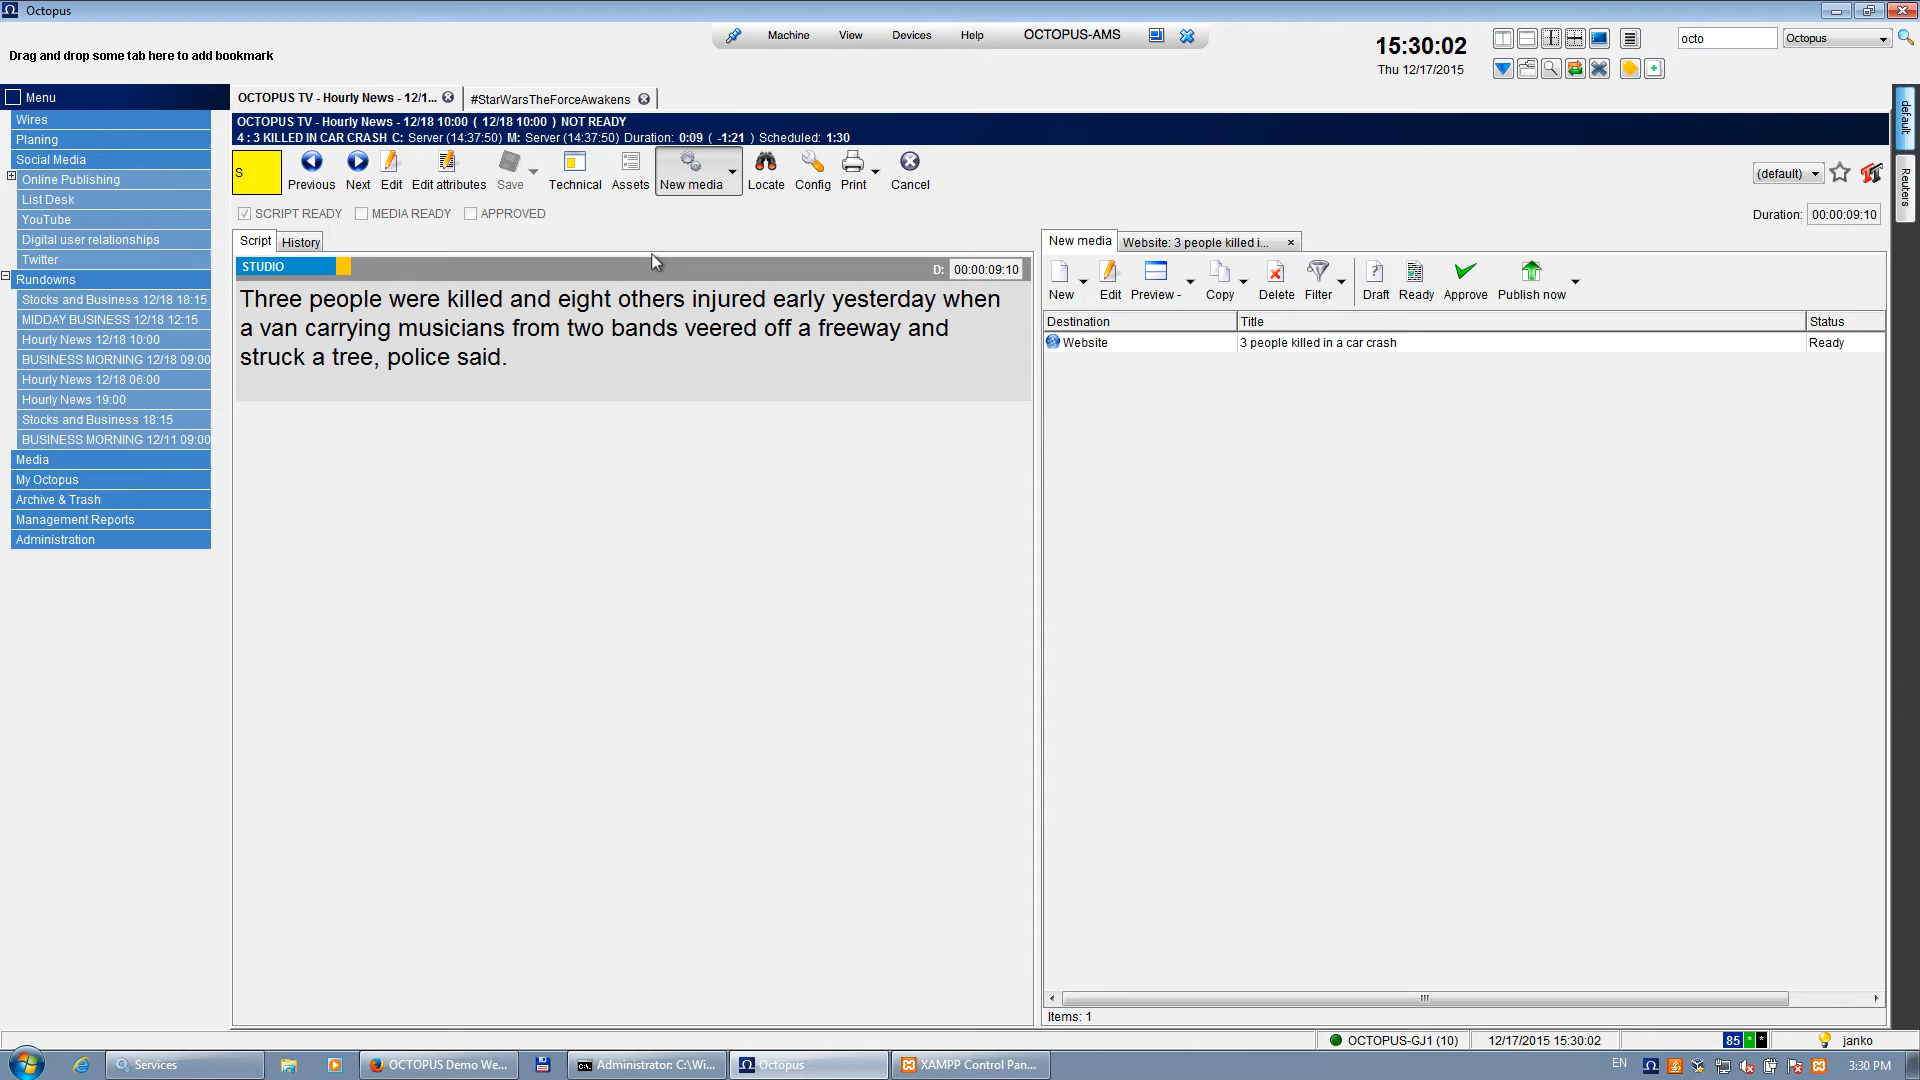 Octopus
Drag and drop some tab here to add bookmark
Machine View Devices Help OCTOPUS-AMS
15:30:02
Thu 12/17/2015
octo
Octopus
Menu
Wires
Planing
Social Media
Online Publishing
List Desk
YouTube
Digital user relationships
Twitter
Rundowns
Stocks and Business 12/18 18:15
MIDDAY BUSINESS 12/18 12:15
Hourly News 12/18 10:00
BUSINESS MORNING 12/18 09:00
Hourly News 12/18 06:00
Hourly News 19:00
Stocks and Business 18:15
BUSINESS MORNING 12/11 09:00
Media
My Octopus
Archive & Trash
Management Reports
Administration
OCTOPUS TV - Hourly News - 12/1...
#StarWarsTheForceAwakens
OCTOPUS TV - Hourly News - 12/18 10:00 ( 12/18 10:00 ) NOT READY
4 : 3 KILLED IN CAR CRASH C: Server (14:37:50) M: Server (14:37:50) Duration: 0:09 ( -1:21 ) Scheduled: 1:30
S
Previous Next Edit Edit attributes Save Technical Assets New media Locate Config Print Cancel
(default)
SCRIPT READY MEDIA READY APPROVED
Duration: 00:00:09:10
Script History
STUDIO
D: 00:00:09:10
Three people were killed and eight others injured early yesterday when
a van carrying musicians from two bands veered off a freeway and
struck a tree, police said.
New media Website: 3 people killed i... ×
New Edit Preview - Copy Delete Filter Draft Ready Approve Publish now
Destination Title Status
Website 3 people killed in a car crash Ready
Items: 1
default
Reuters
OCTOPUS-GJ1 (10) 12/17/2015 15:30:02 85 * * janko
Services
OCTOPUS Demo We...
Administrator: C:\Wi...
Octopus
XAMPP Control Pan...
EN
3:30 PM